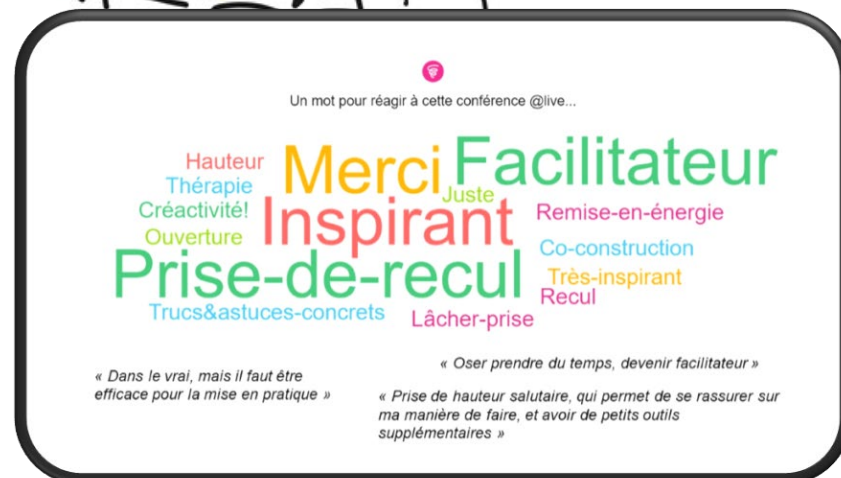 Un mot pour réagir à cette conférence @live...
Hauteur
Merci
Facilitateur
Thérapie
Juste
Créactivité!
Inspirant
Remise-en-énergie
Ouverture
Co-construction
Prise-de-recul
Très-inspirant
Recul
Trucs&astuces-concrets
Lâcher-prise
« Oser prendre du temps, devenir facilitateur »
« Dans le vrai, mais il faut être
efficace pour la mise en pratique »
« Prise de hauteur salutaire, qui permet de se rassurer sur
ma manière de faire, et avoir de petits outils
supplémentaires »